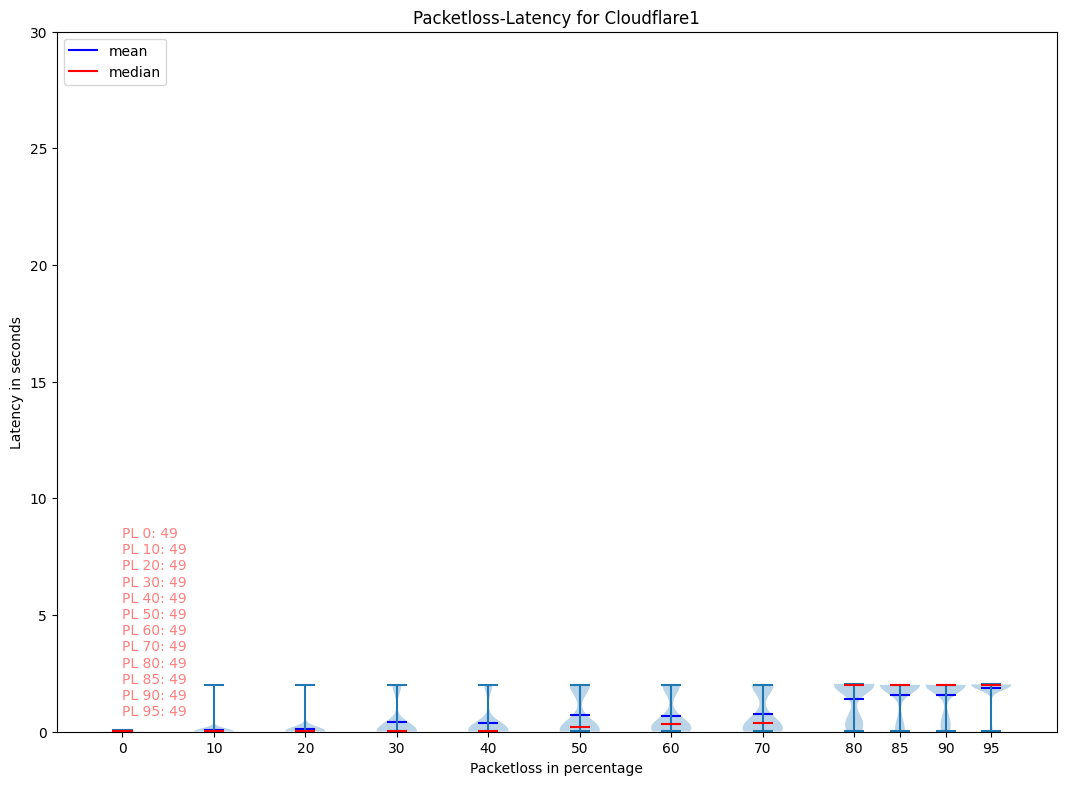 Packetloss-Latency for Cloudflare1
mean
median
30
25
20
15
10
5
0
Latency in seconds
PL 0: 49
PL 10: 49
PL 20: 49
PL 30: 49
PL 40: 49
PL 50: 49
PL 60: 49
PL 70: 49
PL 80: 49
PL 85: 49
PL 90: 49
PL 95: 49
0 10 20 30 40 50 60 70 80 85 90 95
Packetloss in percentage